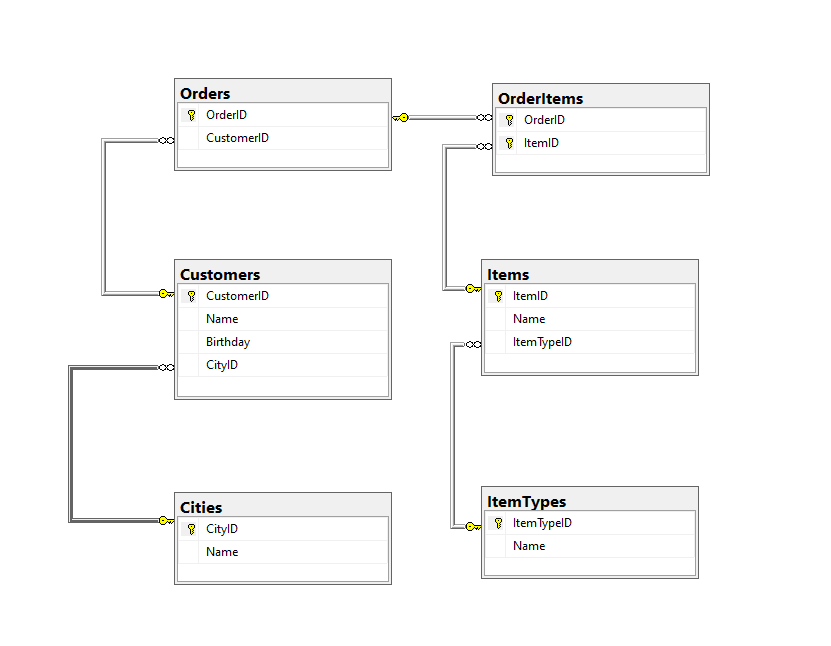 Orders
OrderID
CustomerID
OrderItems
OrderID
ItemID
Customers
CustomerID
Name
Birthday
CityID
Items
ItemID
Name
ItemTypeID
Cities
CityID
Name
ItemTypes
ItemTypeID
Name